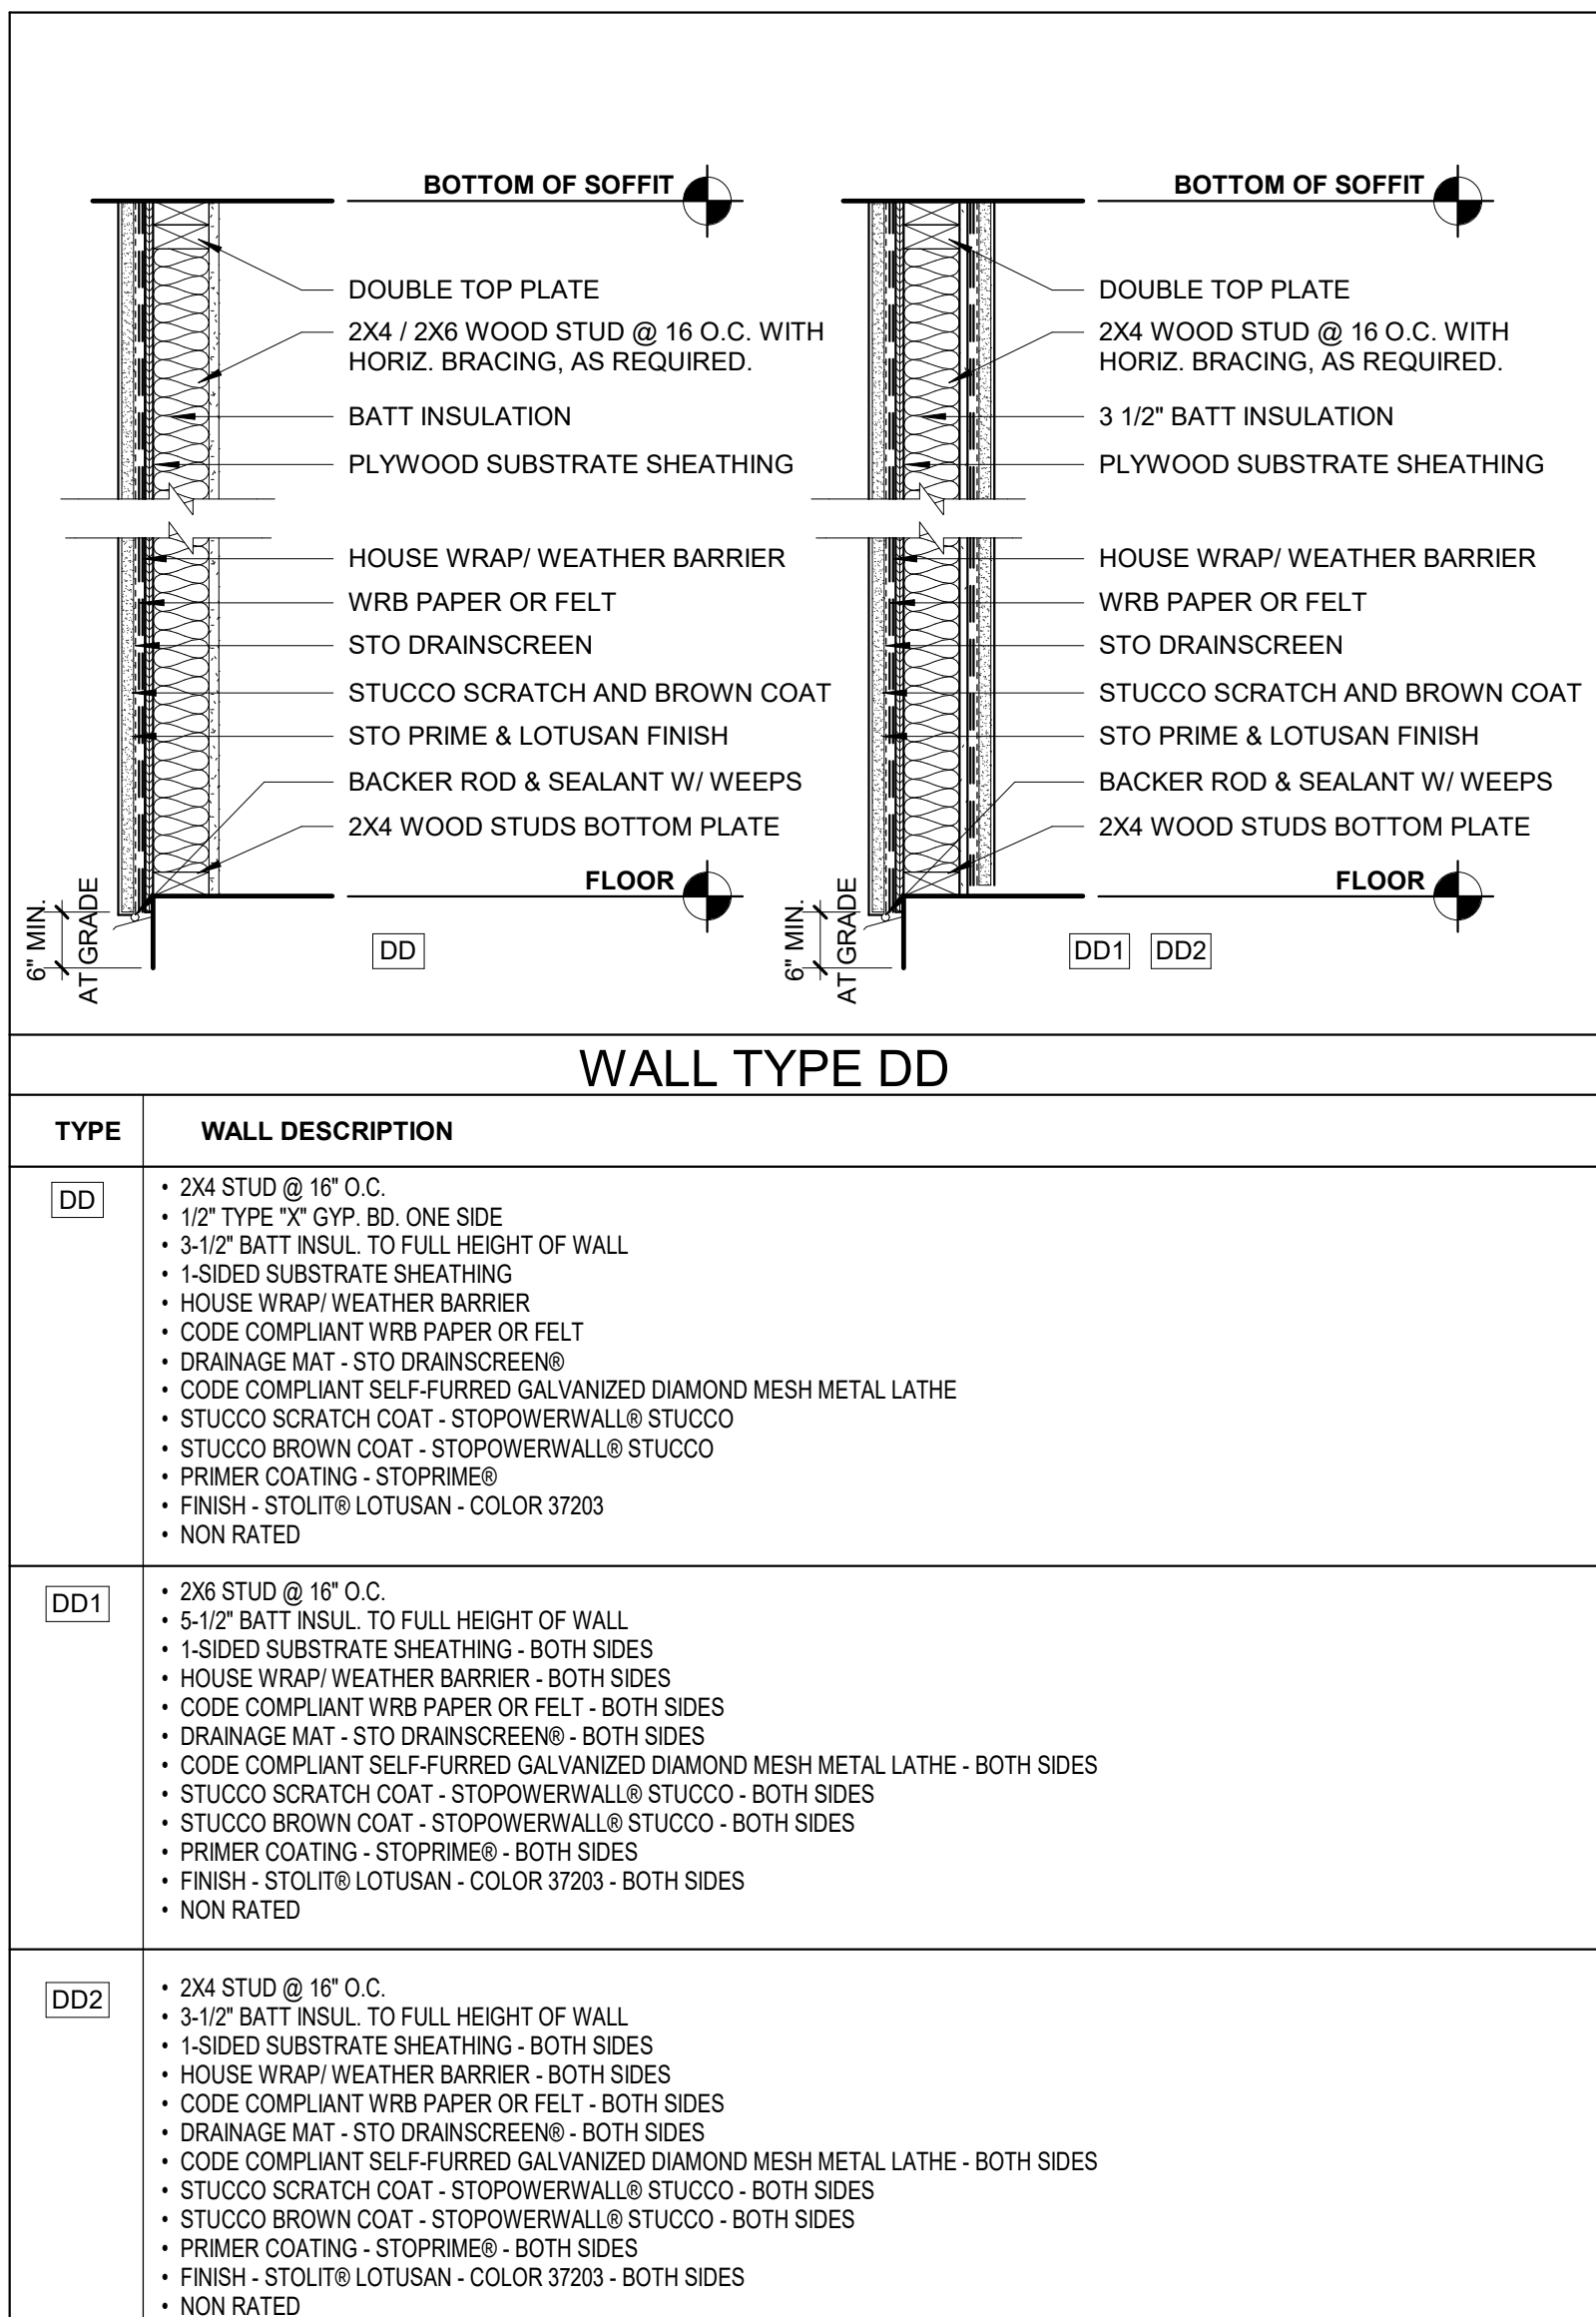 BOTTOM OF SOFFIT
DOUBLE TOP PLATE
2X4 / 2X6 WOOD STUD @ 16 O.C. WITH
HORIZ. BRACING, AS REQUIRED.
BATT INSULATION
PLYWOOD SUBSTRATE SHEATHING
HOUSE WRAP/ WEATHER BARRIER
WRB PAPER OR FELT
STO DRAINSCREEN
STUCCO SCRATCH AND BROWN COAT
STO PRIME & LOTUSAN FINISH
BACKER ROD & SEALANT W/ WEEPS
2X4 WOOD STUDS BOTTOM PLATE
FLOOR
6" MIN.
AT GRADE
DD
BOTTOM OF SOFFIT
DOUBLE TOP PLATE
2X4 WOOD STUD @ 16 O.C. WITH
HORIZ. BRACING, AS REQUIRED.
3 1/2" BATT INSULATION
PLYWOOD SUBSTRATE SHEATHING
HOUSE WRAP/ WEATHER BARRIER
WRB PAPER OR FELT
STO DRAINSCREEN
STUCCO SCRATCH AND BROWN COAT
STO PRIME & LOTUSAN FINISH
BACKER ROD & SEALANT W/ WEEPS
2X4 WOOD STUDS BOTTOM PLATE
FLOOR
6" MIN.
AT GRADE
DD1 DD2
WALL TYPE DD
TYPE WALL DESCRIPTION
DD
• 2X4 STUD @ 16" O.C.
• 1/2" TYPE "X" GYP. BD. ONE SIDE
• 3-1/2" BATT INSUL. TO FULL HEIGHT OF WALL
• 1-SIDED SUBSTRATE SHEATHING
• HOUSE WRAP/ WEATHER BARRIER
• CODE COMPLIANT WRB PAPER OR FELT
• DRAINAGE MAT - STO DRAINSCREEN®
• CODE COMPLIANT SELF-FURRED GALVANIZED DIAMOND MESH METAL LATHE
• STUCCO SCRATCH COAT - STOPOWERWALL® STUCCO
• STUCCO BROWN COAT - STOPOWERWALL® STUCCO
• PRIMER COATING - STOPRIME®
• FINISH - STOLIT® LOTUSAN - COLOR 37203
• NON RATED
DD1
• 2X6 STUD @ 16" O.C.
• 5-1/2" BATT INSUL. TO FULL HEIGHT OF WALL
• 1-SIDED SUBSTRATE SHEATHING - BOTH SIDES
• HOUSE WRAP/ WEATHER BARRIER - BOTH SIDES
• CODE COMPLIANT WRB PAPER OR FELT - BOTH SIDES
• DRAINAGE MAT - STO DRAINSCREEN® - BOTH SIDES
• CODE COMPLIANT SELF-FURRED GALVANIZED DIAMOND MESH METAL LATHE - BOTH SIDES
• STUCCO SCRATCH COAT - STOPOWERWALL® STUCCO - BOTH SIDES
• STUCCO BROWN COAT - STOPOWERWALL® STUCCO - BOTH SIDES
• PRIMER COATING - STOPRIME® - BOTH SIDES
• FINISH - STOLIT® LOTUSAN - COLOR 37203 - BOTH SIDES
• NON RATED
DD2
• 2X4 STUD @ 16" O.C.
• 3-1/2" BATT INSUL. TO FULL HEIGHT OF WALL
• 1-SIDED SUBSTRATE SHEATHING - BOTH SIDES
• HOUSE WRAP/ WEATHER BARRIER - BOTH SIDES
• CODE COMPLIANT WRB PAPER OR FELT - BOTH SIDES
• DRAINAGE MAT - STO DRAINSCREEN® - BOTH SIDES
• CODE COMPLIANT SELF-FURRED GALVANIZED DIAMOND MESH METAL LATHE - BOTH SIDES
• STUCCO SCRATCH COAT - STOPOWERWALL® STUCCO - BOTH SIDES
• STUCCO BROWN COAT - STOPOWERWALL® STUCCO - BOTH SIDES
• PRIMER COATING - STOPRIME® - BOTH SIDES
• FINISH - STOLIT® LOTUSAN - COLOR 37203 - BOTH SIDES
• NON RATED